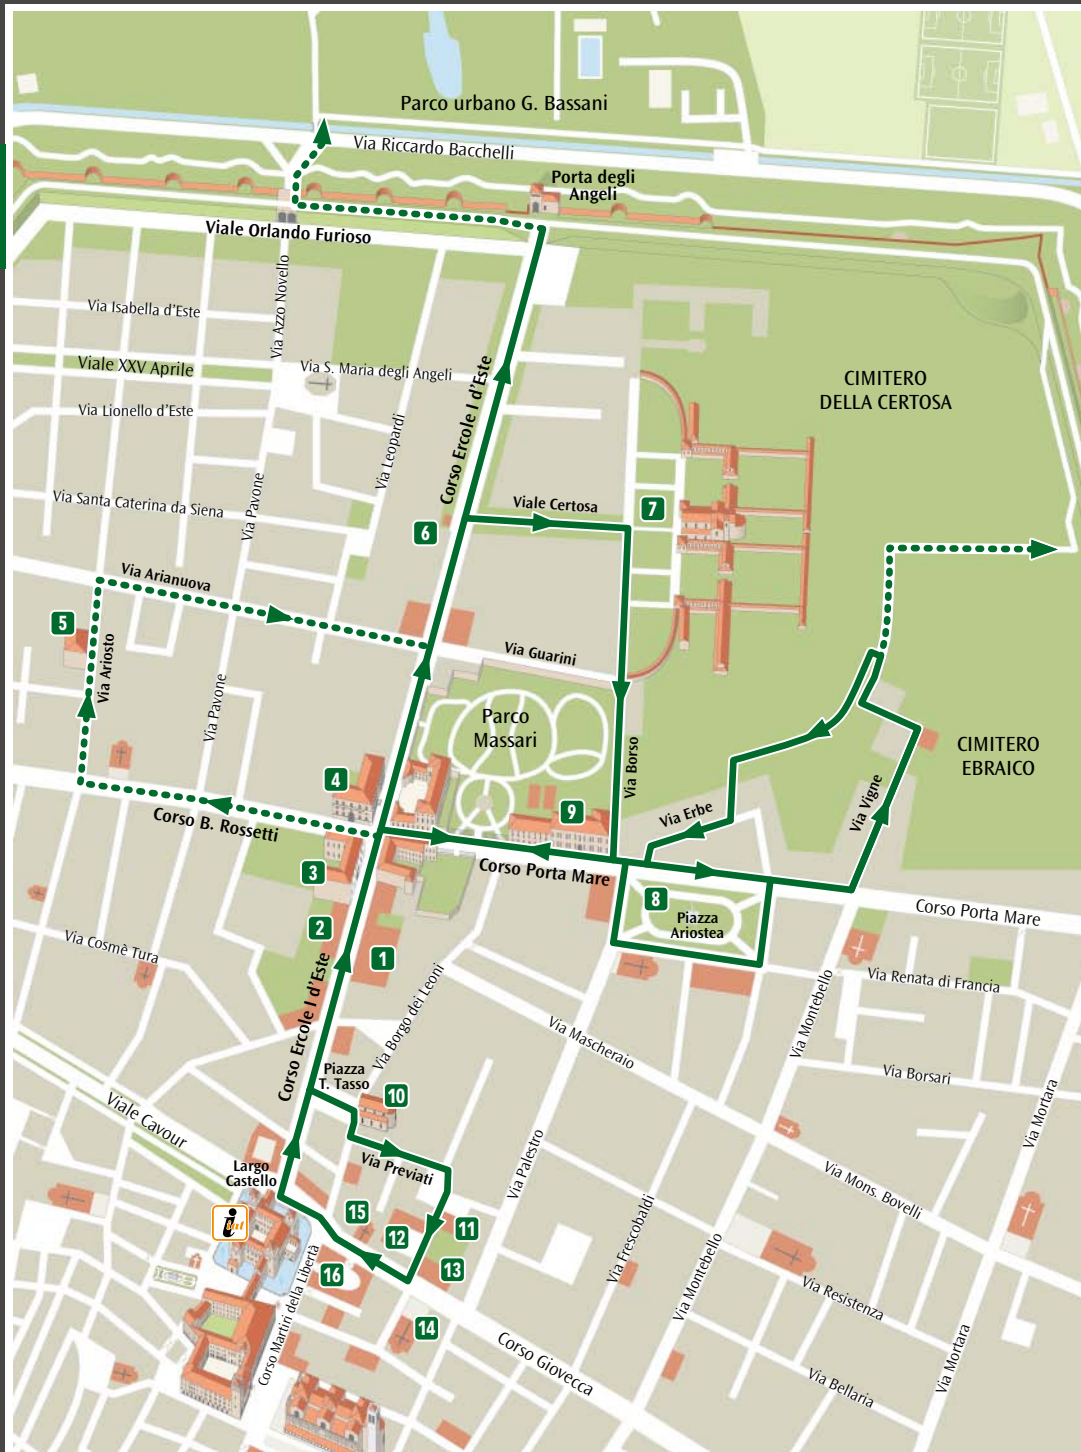 Parco urbano G. Bassani
Via Riccardo Bacchelli
Porta degli
Angeli
Viale Orlando Furioso
Via Azzo Novello
Via Isabella d'Este
Viale XXV Aprile
Via S. Maria degli Angeli
Corso Ercole I d'Este
CIMITERO
DELLA CERTOSA
Via Lionello d'Este
Via Leopardi
Via Santa Caterina da Siena
Via Pavone
Viale Certosa
7
6
Via Arianuova
5
Via Ariosto
Via Guarini
Via Pavone
Parco
Massari
CIMITERO
EBRAICO
Via Borso
4
9
Via Erbe
Via Vigne
Corso B. Rossetti
3
Corso Porta Mare
8
Piazza
Ariostea
Corso Porta Mare
2
1
Via Cosmè Tura
Corso Ercole I d'Este
Via Borgo dei Leoni
Via Renata di Francia
Via Montebello
Via Mascheraio
Piazza
T. Tasso
10
Via Borsari
Viale Cavour
Via Mortara
Via Previati
Largo
Castello
Via Palestro
Via Mons. Bovelli
i
tal
15
12
11
Via Frescobaldi
16
13
Corso Martiri della Libertà
Via Montebello
Via Resistenza
14
Corso Giovecca
Via Mortara
Via Bellaria